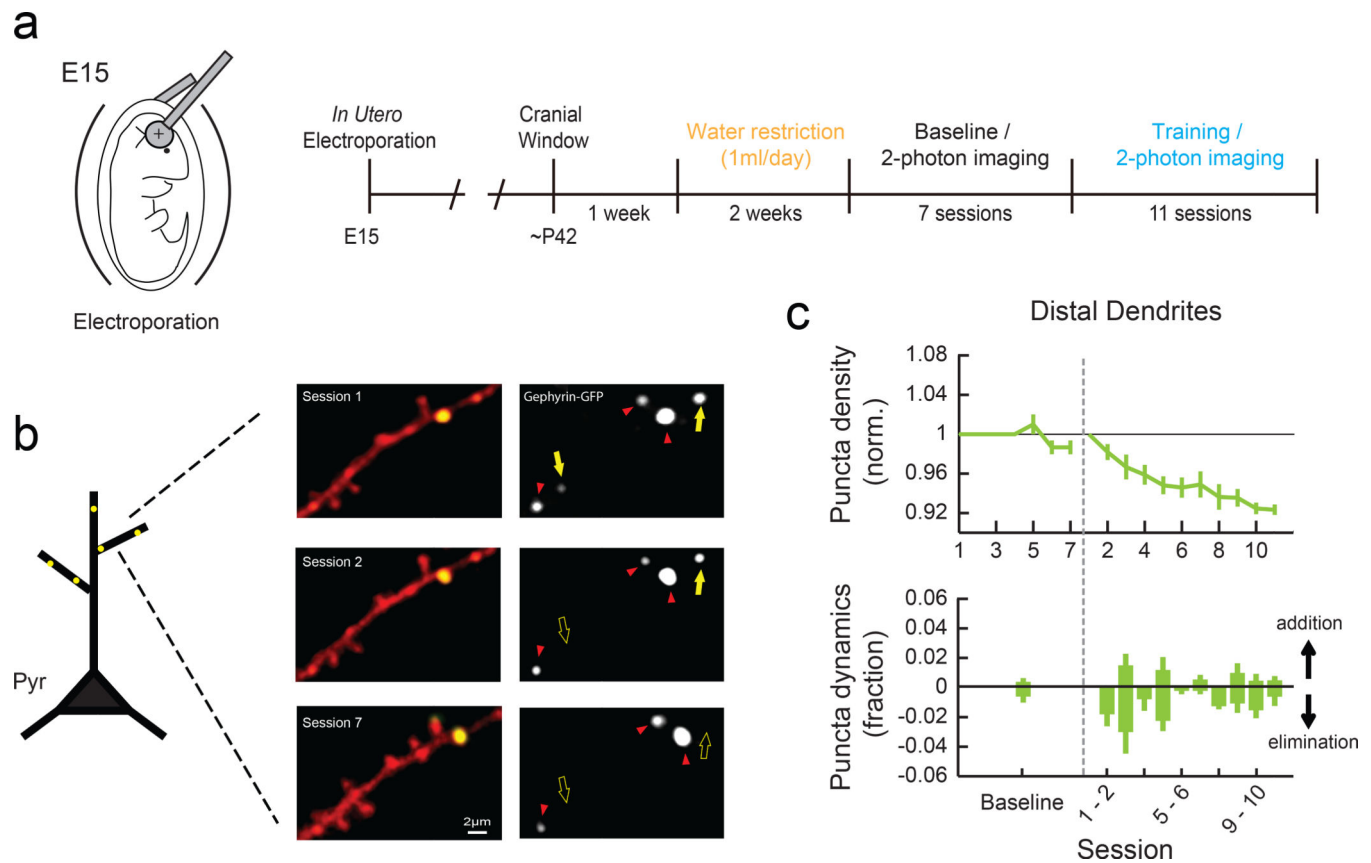 a
E15
Electroporation
In Utero
Electroporation
Cranial
Window
Water restriction
(1ml/day)
Baseline /
2-photon imaging
Training /
2-photon imaging
1 week
2 weeks
7 sessions
11 sessions
E15
~P42
b
Pyr
Session 1
Gephyrin-GFP
Session 2
Session 7
2µm
c
Distal Dendrites
Puncta density
(norm.)
1.08
1.04
1
0.96
0.92
1 3 5 7 2 4 6 8 10
Puncta dynamics
(fraction)
0.06
0.04
0.02
0
-0.02
-0.04
-0.06
addition
elimination
Baseline
1 - 2
5 - 6
9 - 10
Session